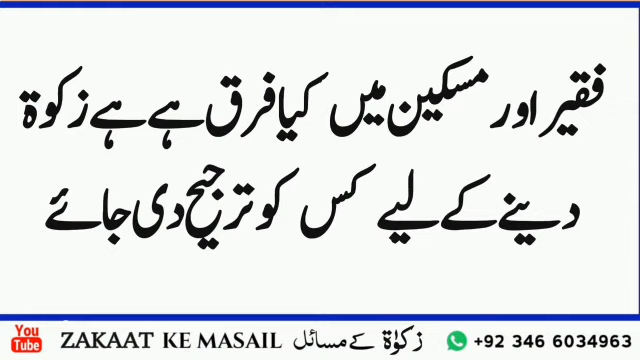 فقیر اور مسکین میں کیا فرق ہے ہے زکوۃ
دینے کے لیے کس کو ترجیح دی جائے
You Tube ZAKAAT KE MASAIL زکوٰۃ کے مسائل +92 346 6034963